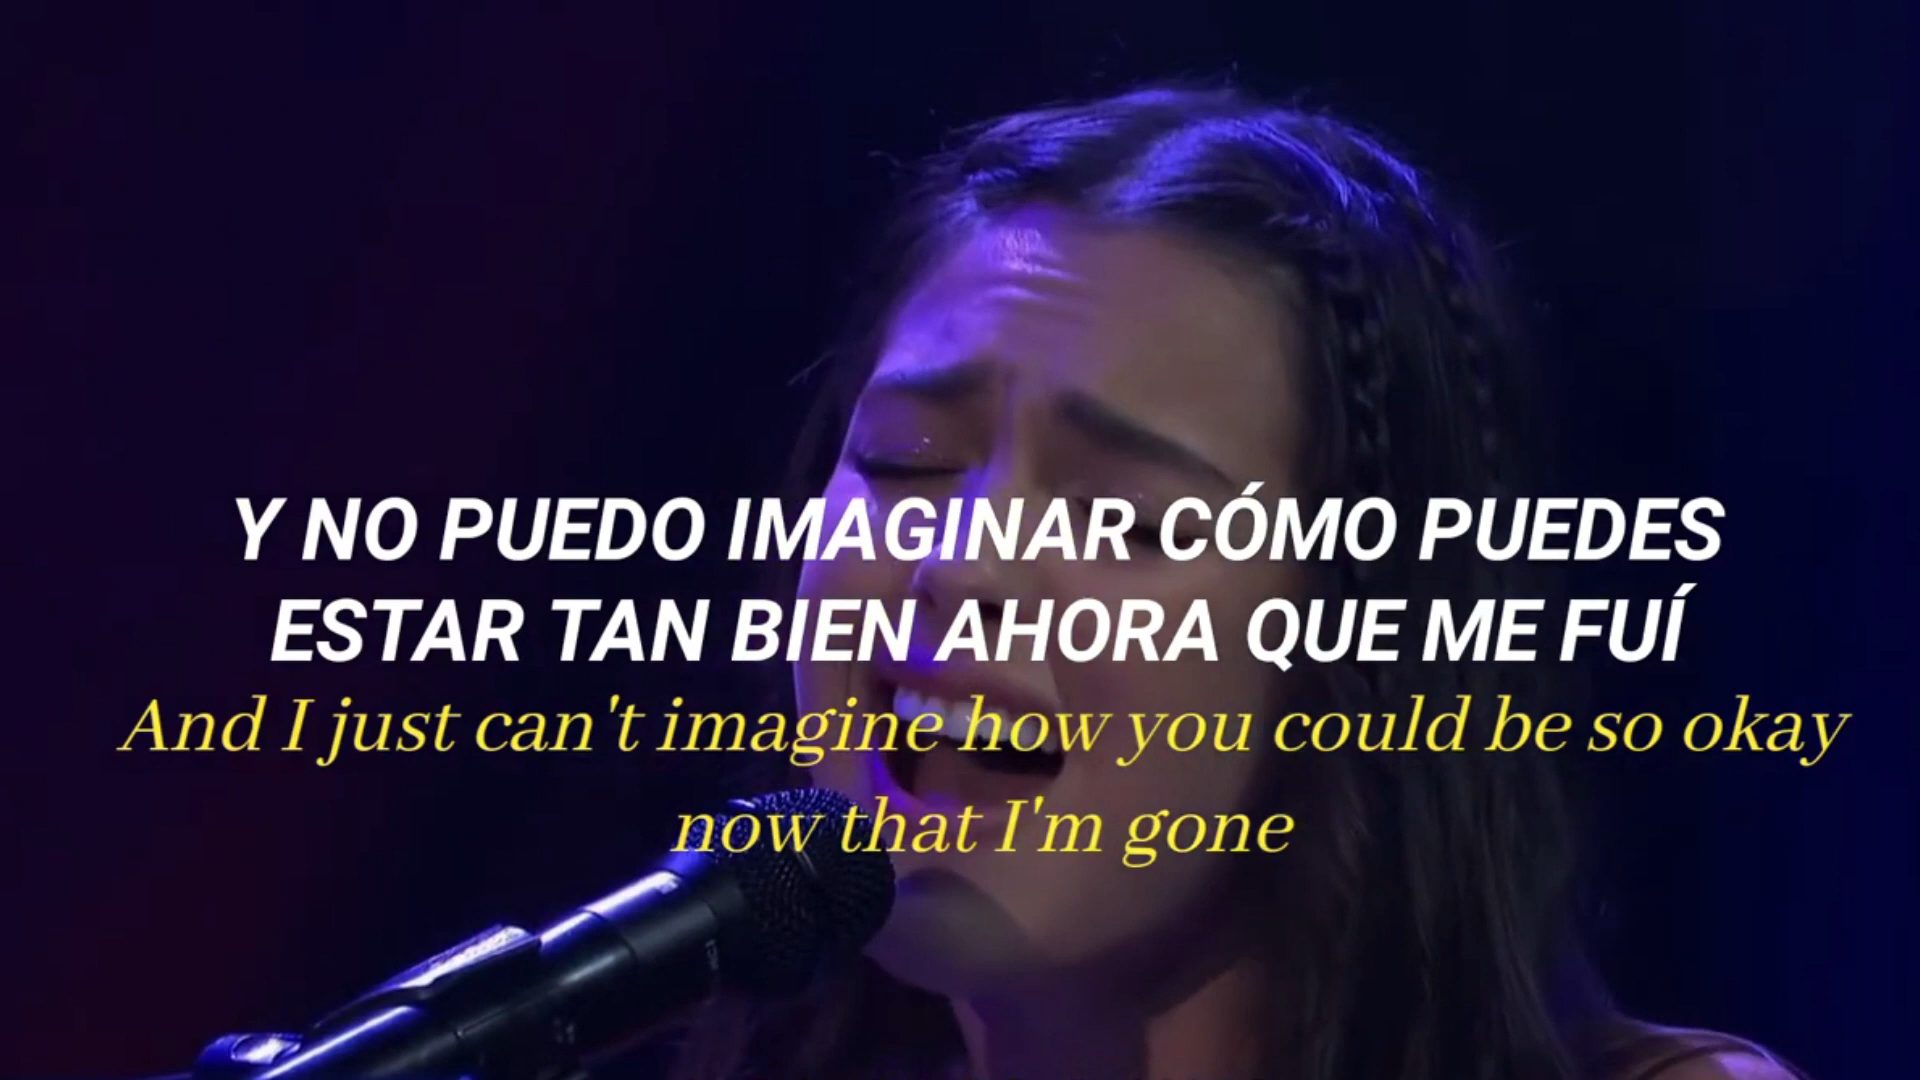 Y NO PUEDO IMAGINAR CÓMO PUEDES
ESTAR TAN BIEN AHORA QUE ME FUÍ
And I just can't imagine how you could be so okay
now that I'm gone